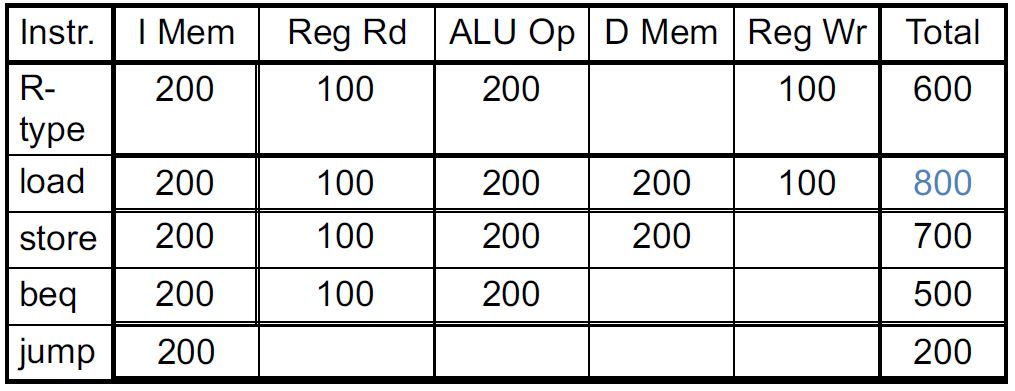 Instr. I Mem Reg Rd ALU Op D Mem Reg Wr Total
R-
type 200 100 200 100 600
load 200 100 200 200 100 800
store 200 100 200 200 700
beq 200 100 200 500
jump 200 200